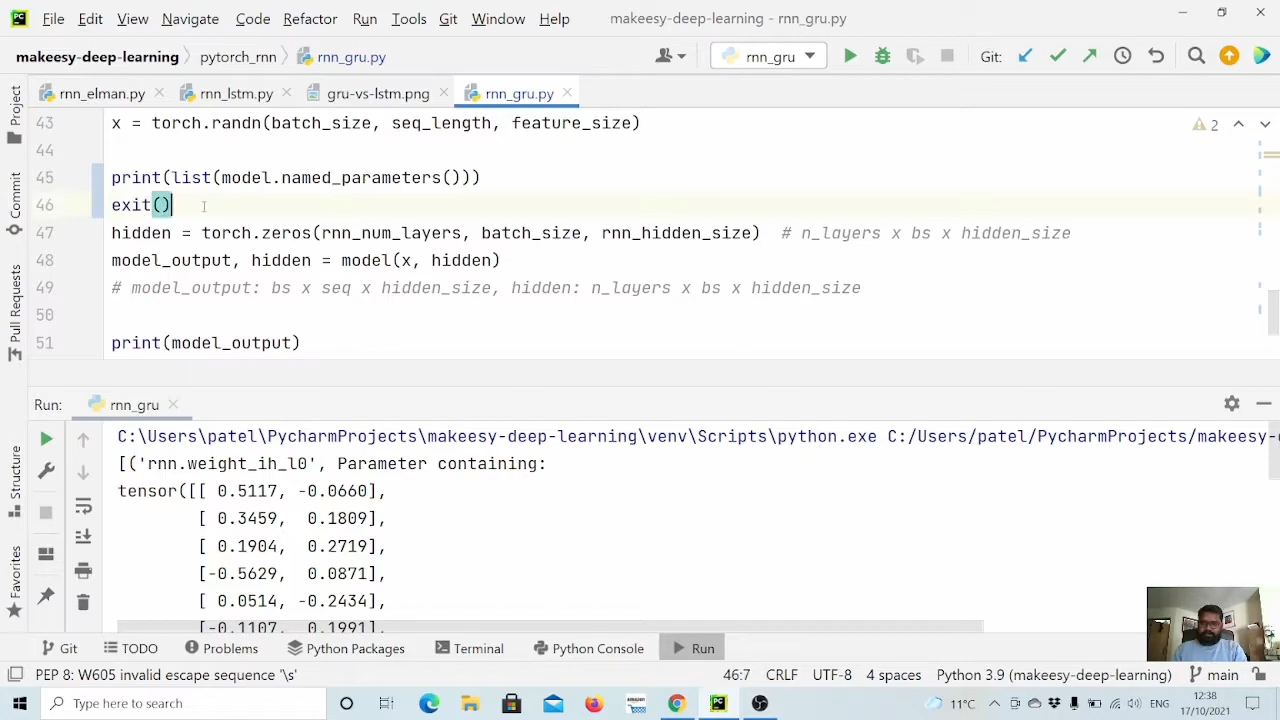 File Edit View Navigate Code Refactor Run Tools Git Window Help makeesy-deep-learning - rnn_gru.py
makeesy-deep-learning pytorch_rnn rnn_gru.py rnn_gru Git:
rnn_elman.py rnn_lstm.py gru-vs-lstm.png rnn_gru.py
43 x = torch.randn(batch_size, seq_length, feature_size)
2
44
45 print(list(model.named_parameters()))
46 exit()
47 hidden = torch.zeros(rnn_num_layers, batch_size, rnn_hidden_size)  # n_layers x bs x hidden_size
48 model_output, hidden = model(x, hidden)
49 # model_output: bs x seq x hidden_size, hidden: n_layers x bs x hidden_size
50
51 print(model_output)
Project
Commit
Pull Requests
Structure
Favorites
Run: rnn_gru
C:\Users\patel\PycharmProjects\makeesy-deep-learning\venv\Scripts\python.exe C:/Users/patel/PycharmProjects/makeesy-d
[('rnn.weight_ih_l0', Parameter containing:
tensor([[ 0.5117, -0.0660],
[ 0.3459,  0.1809],
[ 0.1904,  0.2719],
[-0.5629,  0.0871],
[ 0.0514, -0.2434],
[-0.1107,  0.1991],
Git TODO Problems Python Packages Terminal Python Console Run
PEP 8: W605 invalid escape sequence '\s' 46:7 CRLF UTF-8 4 spaces Python 3.9 (makeesy-deep-learning) main
Type here to search 11°C ENG 12:38
17/10/2021